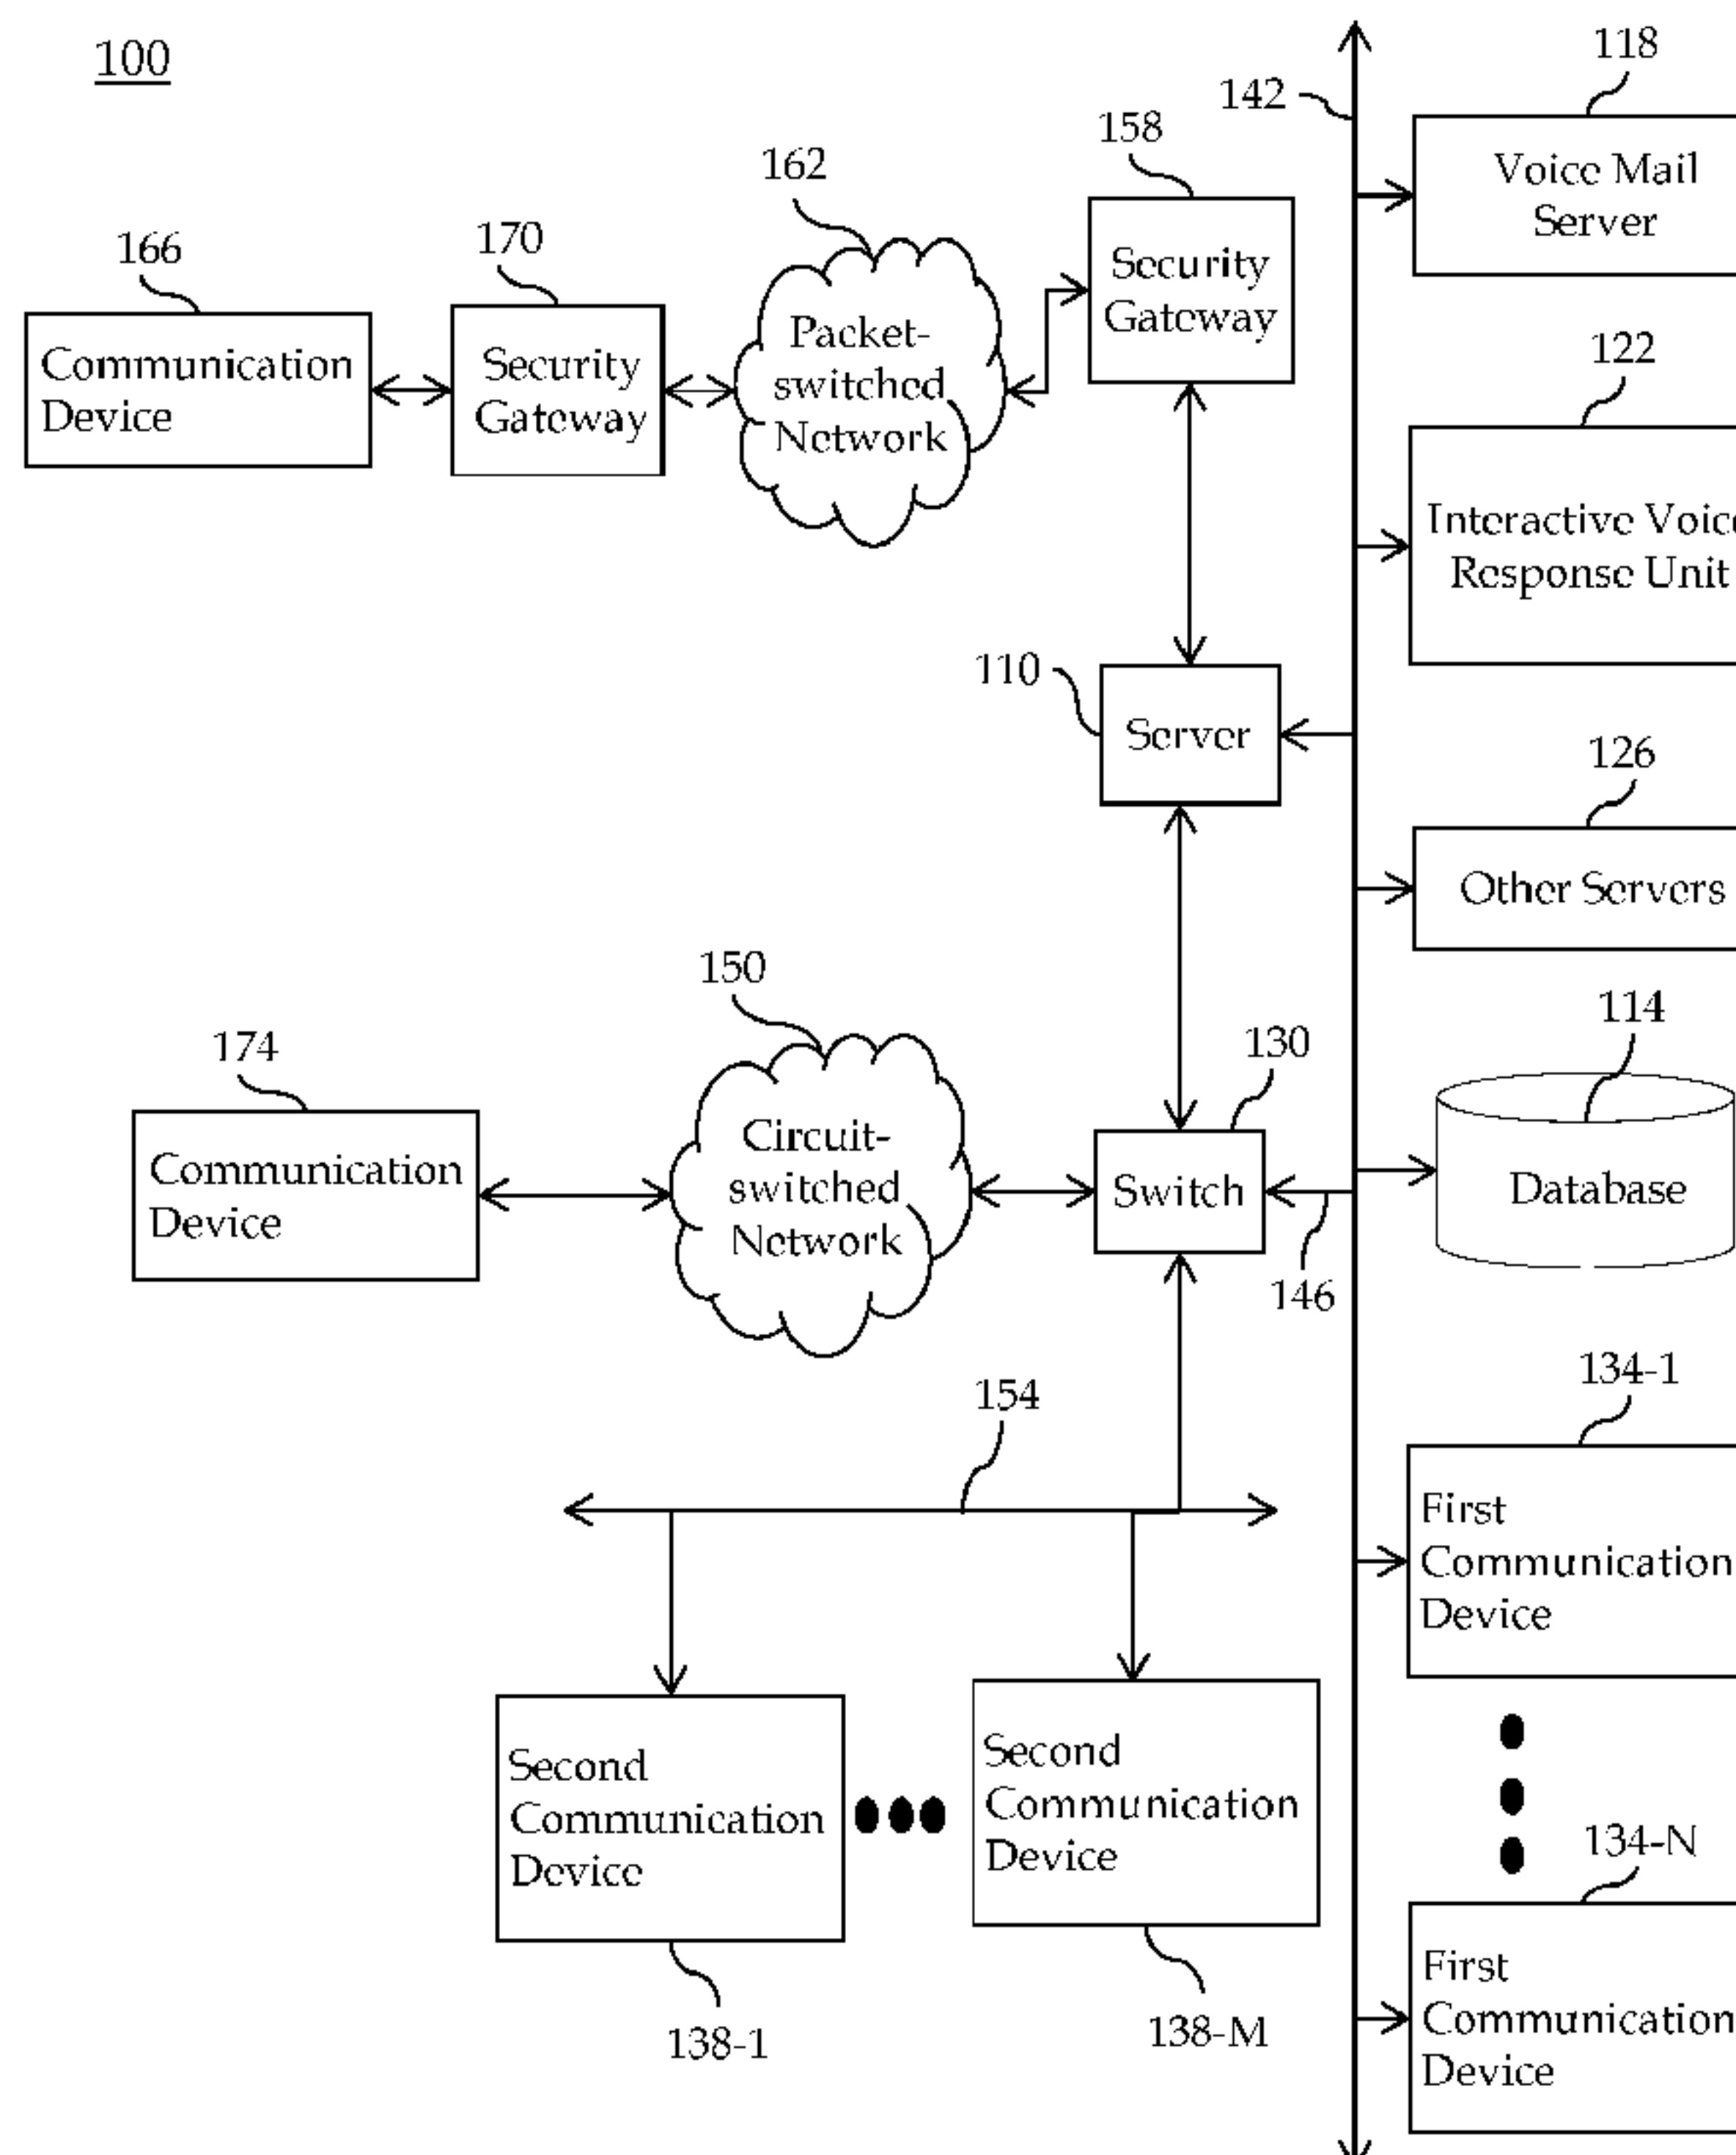 100
142
118
Voice Mail
Server
158
Security
Gateway
162
Packet-
switched
Network
170
Security
Gateway
166
Communication
Device
122
Interactive Voice
Response Unit
110
Server
126
Other Servers
150
Circuit-
switched
Network
174
Communication
Device
130
Switch
146
114
Database
154
134-1
First
Communication
Device
Second
Communication
Device
138-1
Second
Communication
Device
138-M
134-N
First
Communication
Device